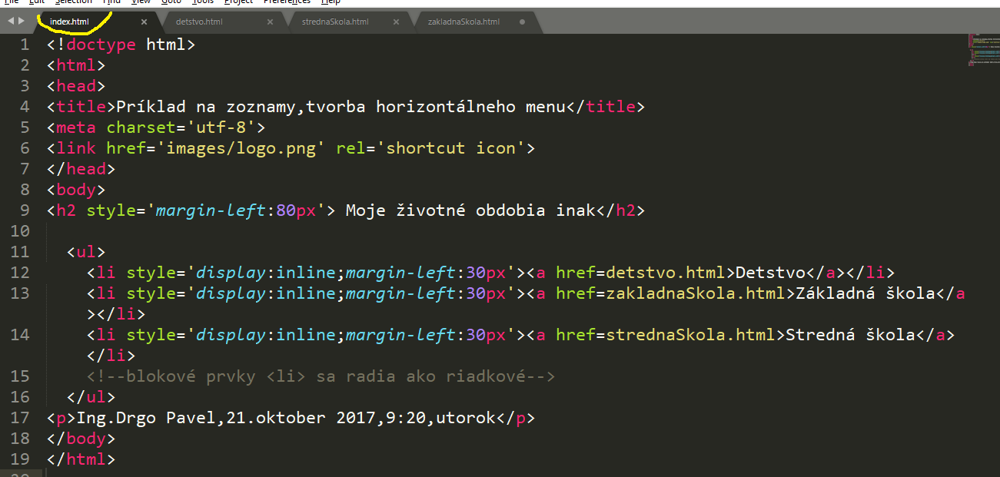 File Edit Selection Find View Goto Tools Project Preferences Help
index.html × detstvo.html × strednaSkola.html × zakladnaSkola.html
1 <!doctype html>
2 <html>
3 <head>
4 <title>Príklad na zoznamy,tvorba horizontálneho menu</title>
5 <meta charset='utf-8'>
6 <link href='images/logo.png' rel='shortcut icon'>
7 </head>
8 <body>
9 <h2 style='margin-left:80px'> Moje životné obdobia inak</h2>
10
11 <ul>
12 <li style='display:inline;margin-left:30px'><a href=detstvo.html>Detstvo</a></li>
13 <li style='display:inline;margin-left:30px'><a href=zakladnaSkola.html>Základná škola</a
></li>
14 <li style='display:inline;margin-left:30px'><a href=strednaSkola.html>Stredná škola</a>
</li>
15 <!--blokové prvky <li> sa radia ako riadkové-->
16 </ul>
17 <p>Ing.Drgo Pavel,21.oktober 2017,9:20,utorok</p>
18 </body>
19 </html>
20